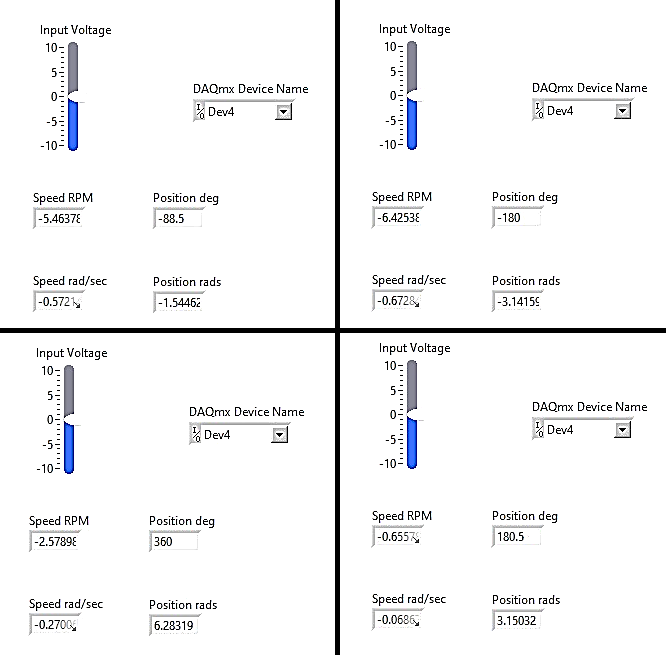 Input Voltage
10
5
0
-5
-10
DAQmx Device Name
I/O Dev4
Speed RPM
Position deg
-5.46378
-88.5
Speed rad/sec
Position rads
-0.5721
-1.54462
Input Voltage
10
5
0
-5
-10
DAQmx Device Name
I/O Dev4
Speed RPM
Position deg
-6.42538
-180
Speed rad/sec
Position rads
-0.6728
-3.14159
Input Voltage
10
5
0
-5
-10
DAQmx Device Name
I/O Dev4
Speed RPM
Position deg
-2.57898
360
Speed rad/sec
Position rads
-0.2700
6.28319
Input Voltage
10
5
0
-5
-10
DAQmx Device Name
I/O Dev4
Speed RPM
Position deg
-0.6557
180.5
Speed rad/sec
Position rads
-0.0686
3.15032